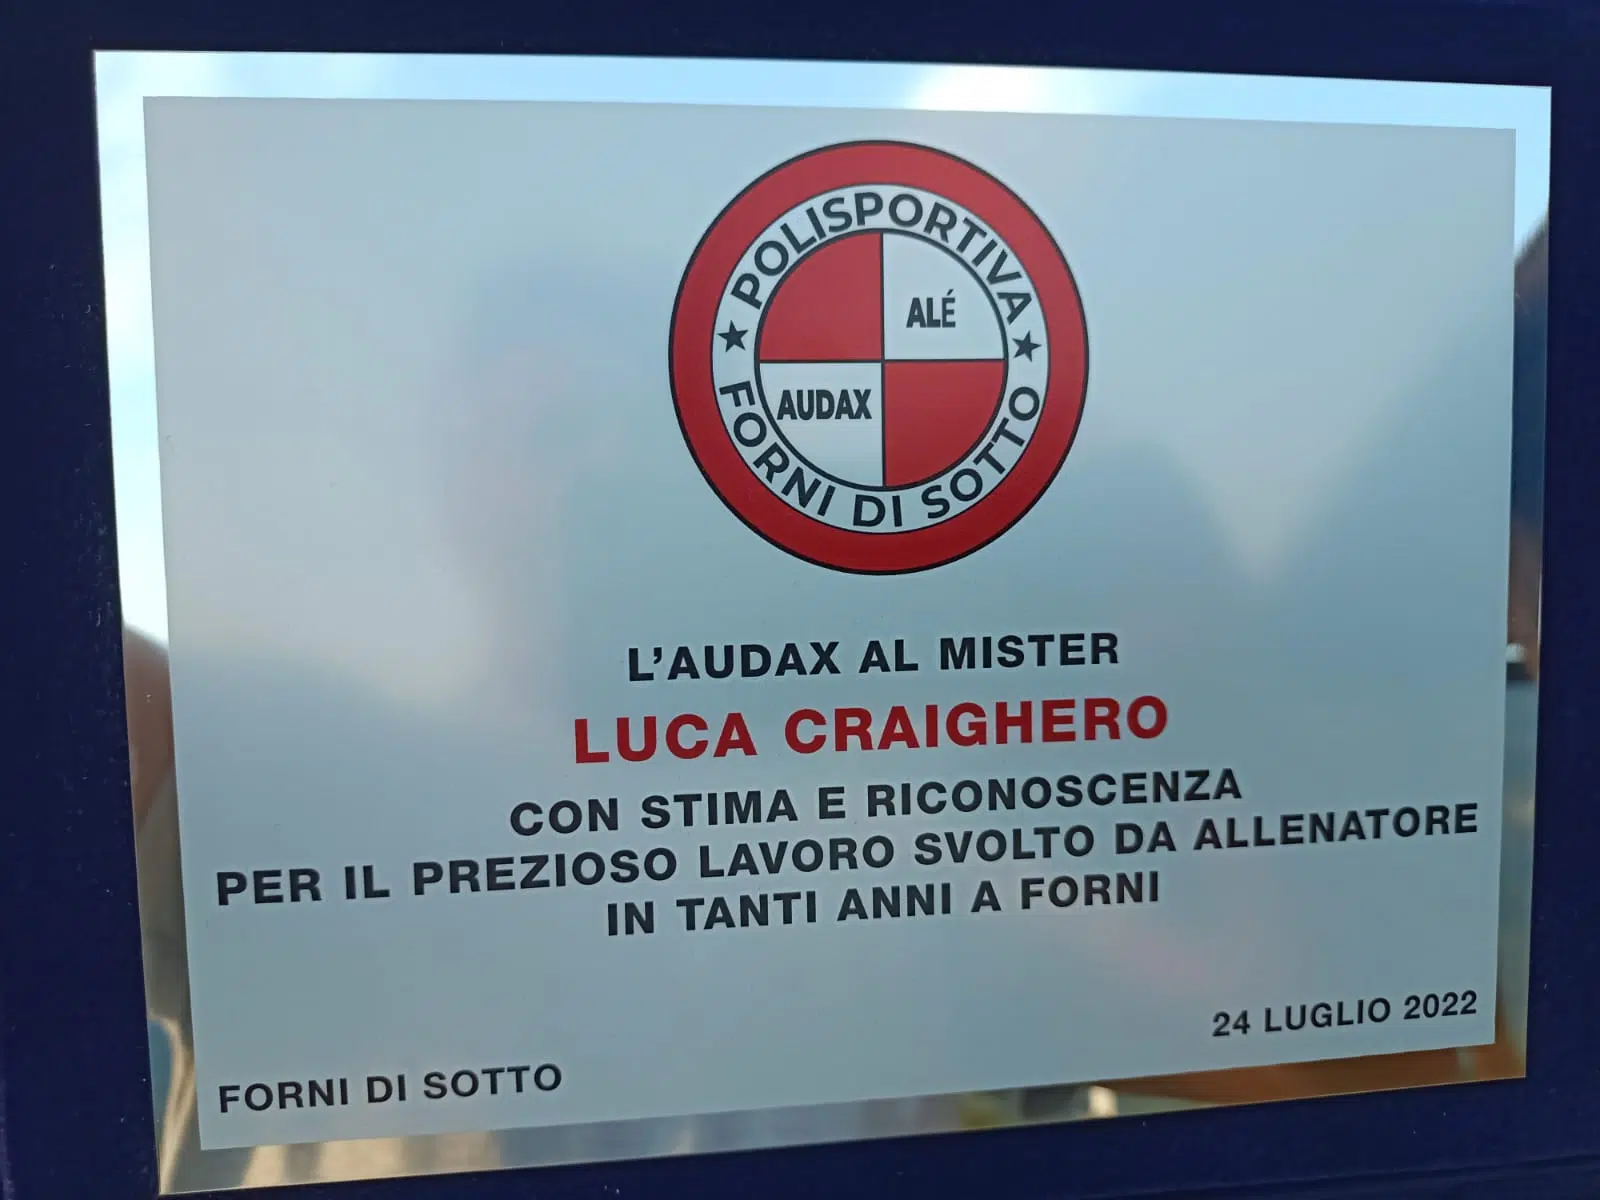 POLISPORTIVA
ALÉ
AUDAX
FORNI DI SOTTO
L'AUDAX AL MISTER
LUCA CRAIGHERO
CON STIMA E RICONOSCENZA
PER IL PREZIOSO LAVORO SVOLTO DA ALLENATORE
IN TANTI ANNI A FORNI
24 LUGLIO 2022
FORNI DI SOTTO